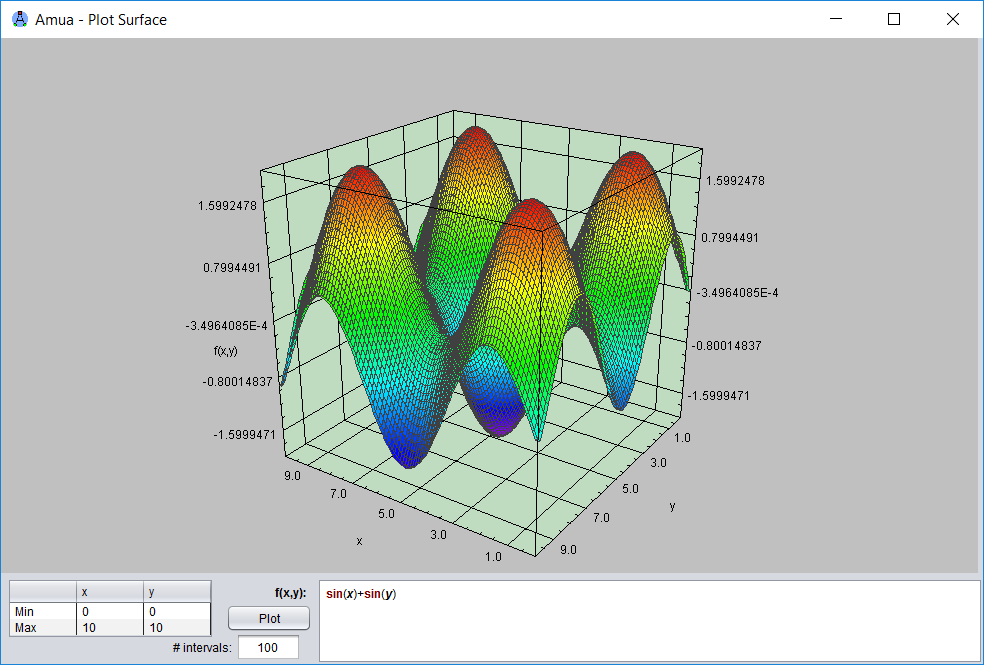 Amua - Plot Surface
1.5992478
0.7994491
-3.4964085E-4
f(x,y)
-0.80014837
-1.5999471
1.5992478
0.7994491
-3.4964085E-4
-0.80014837
-1.5999471
9.0
7.0
5.0
3.0
1.0
x
1.0
3.0
5.0
7.0
9.0
y
x y
Min 0 0
Max 10 10
f(x,y):
Plot
# intervals: 100
sin(x)+sin(y)